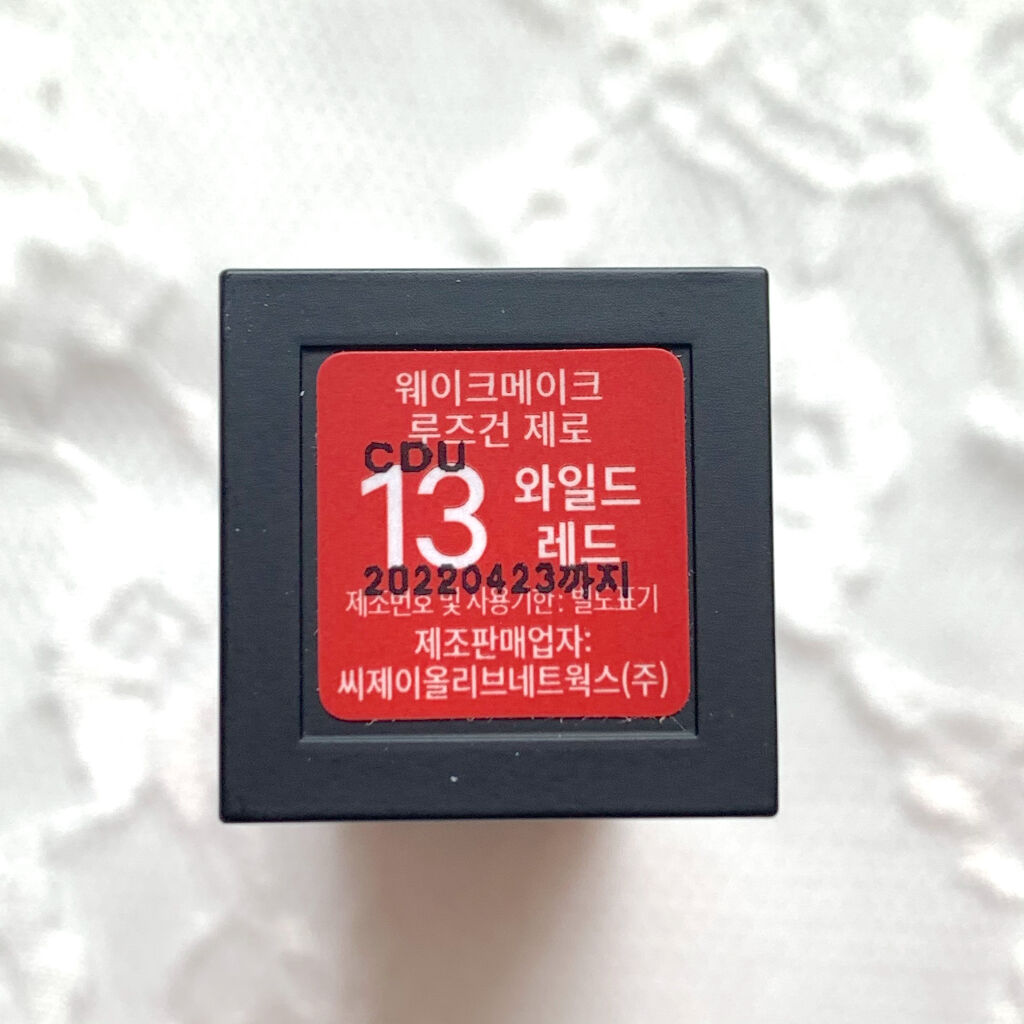 웨이크메이크
루즈건 제로
CDU
13 와일드
레드
20220423까지
제조번호 및 사용기한: 별도표기
제조판매업자:
씨제이올리브네트웍스(주)